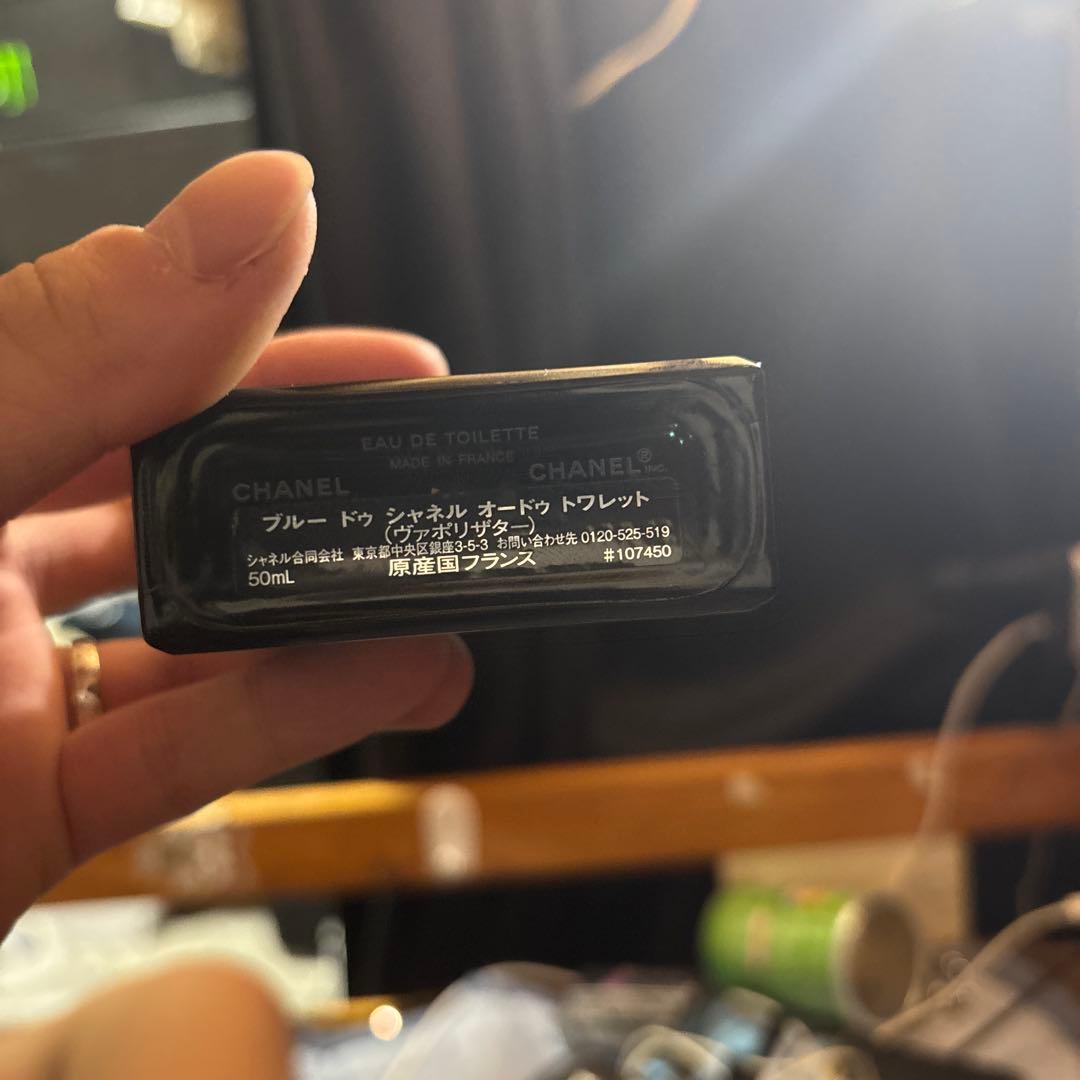 EAU DE TOILETTE
MADE IN FRANCE
CHANEL
CHANEL® INC.
ブルー ドゥ シャネル オードゥ トワレット
(ヴァポリザター)
シャネル合同会社 東京都中央区銀座3-5-3 お問い合わせ先 0120-525-519
50mL 原産国フランス #107450